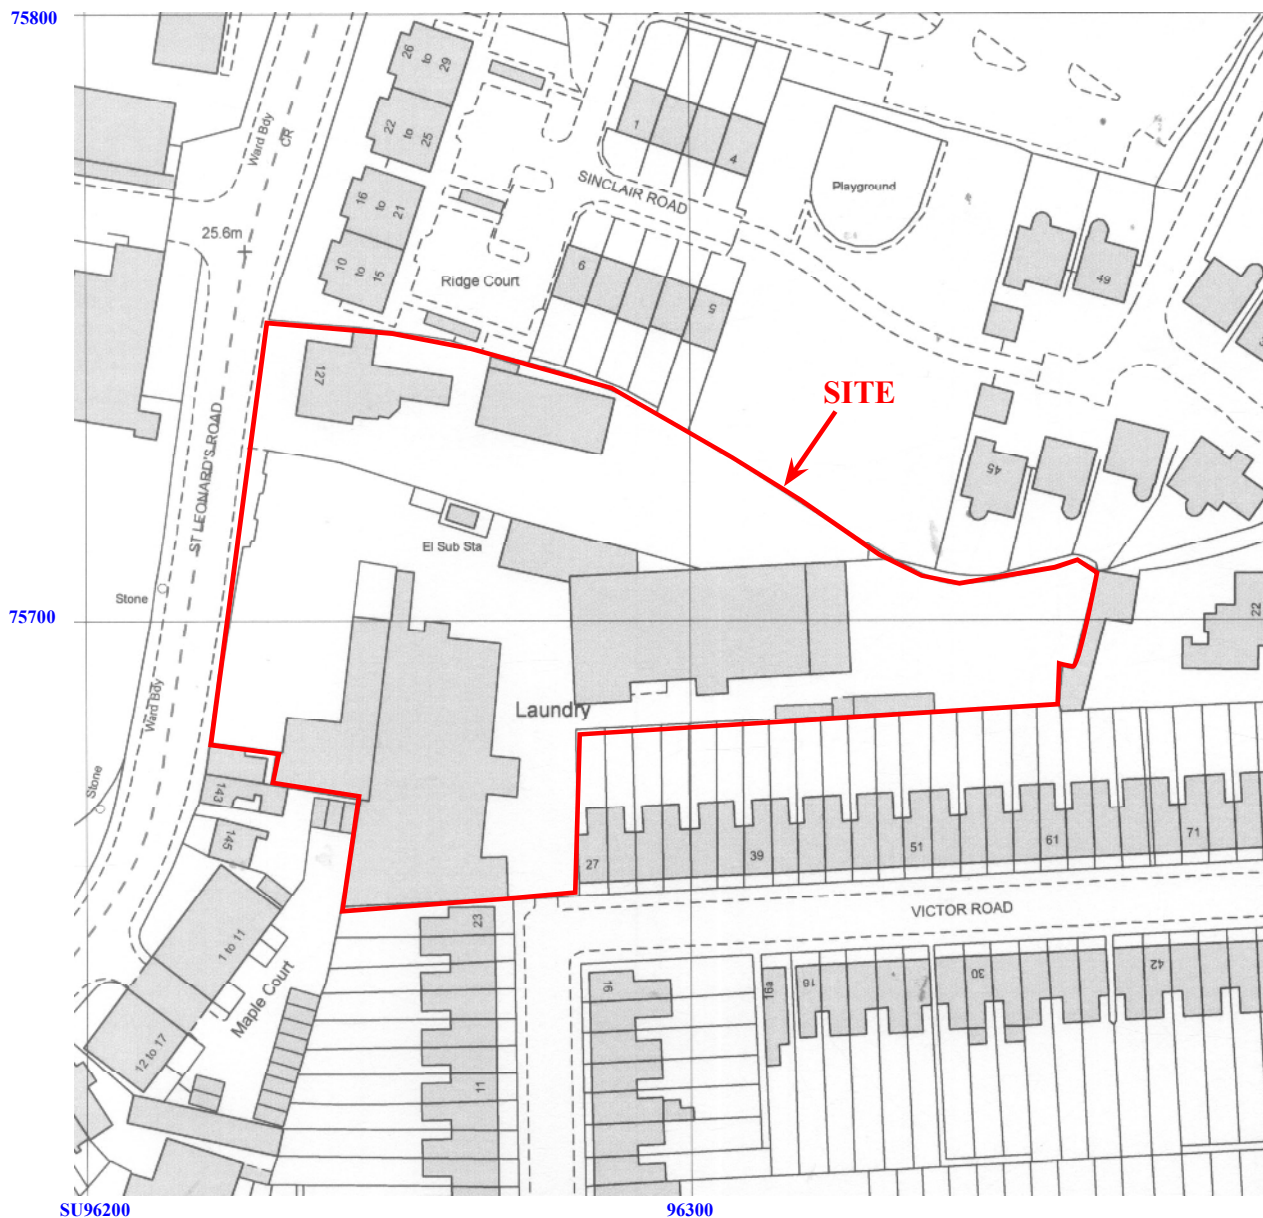 75800
26
to
29
Ward Bdy
CR
22
to
25
1
4
SINCLAIR ROAD
Playground
16
to
21
25.6m
10
to
15
Ridge Court
6
5
49
127
SITE
ST LEONARD'S ROAD
45
El Sub Sta
Stone
75700
22
Ward Bdy
Laundry
Stone
143
145
27
39
51
61
71
23
VICTOR ROAD
1 to 11
Maple Court
16
16a
18
30
42
12 to 17
11
SU96200
96300